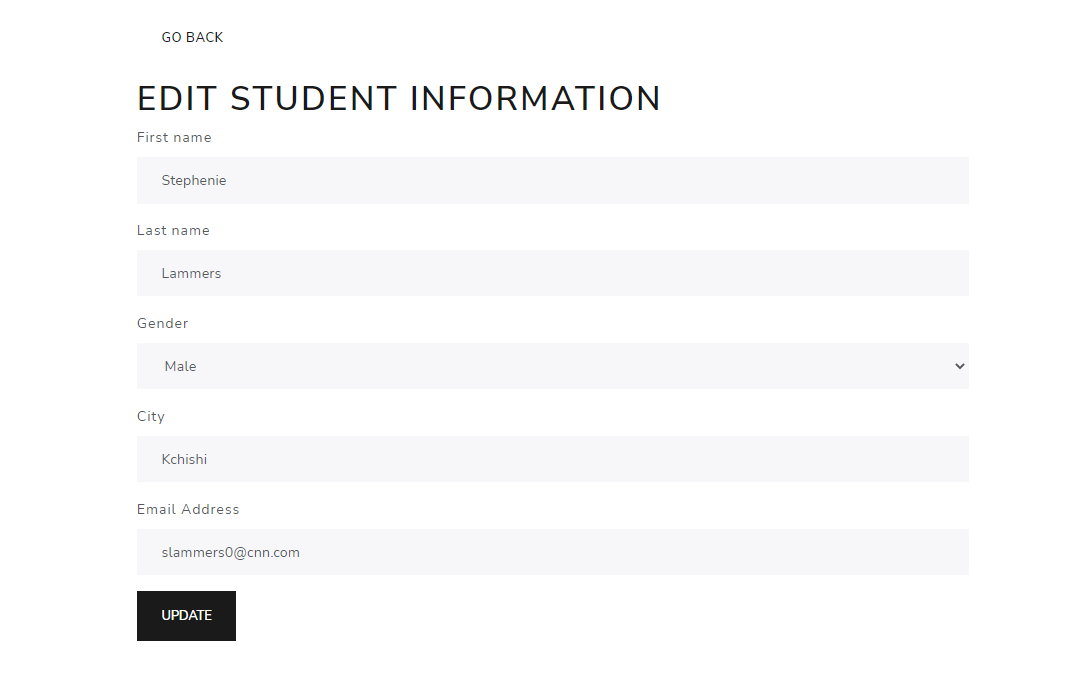 GO BACK
EDIT STUDENT INFORMATION
First name
Stephenie
Last name
Lammers
Gender
Male
City
Kchishi
Email Address
slammers0@cnn.com
UPDATE